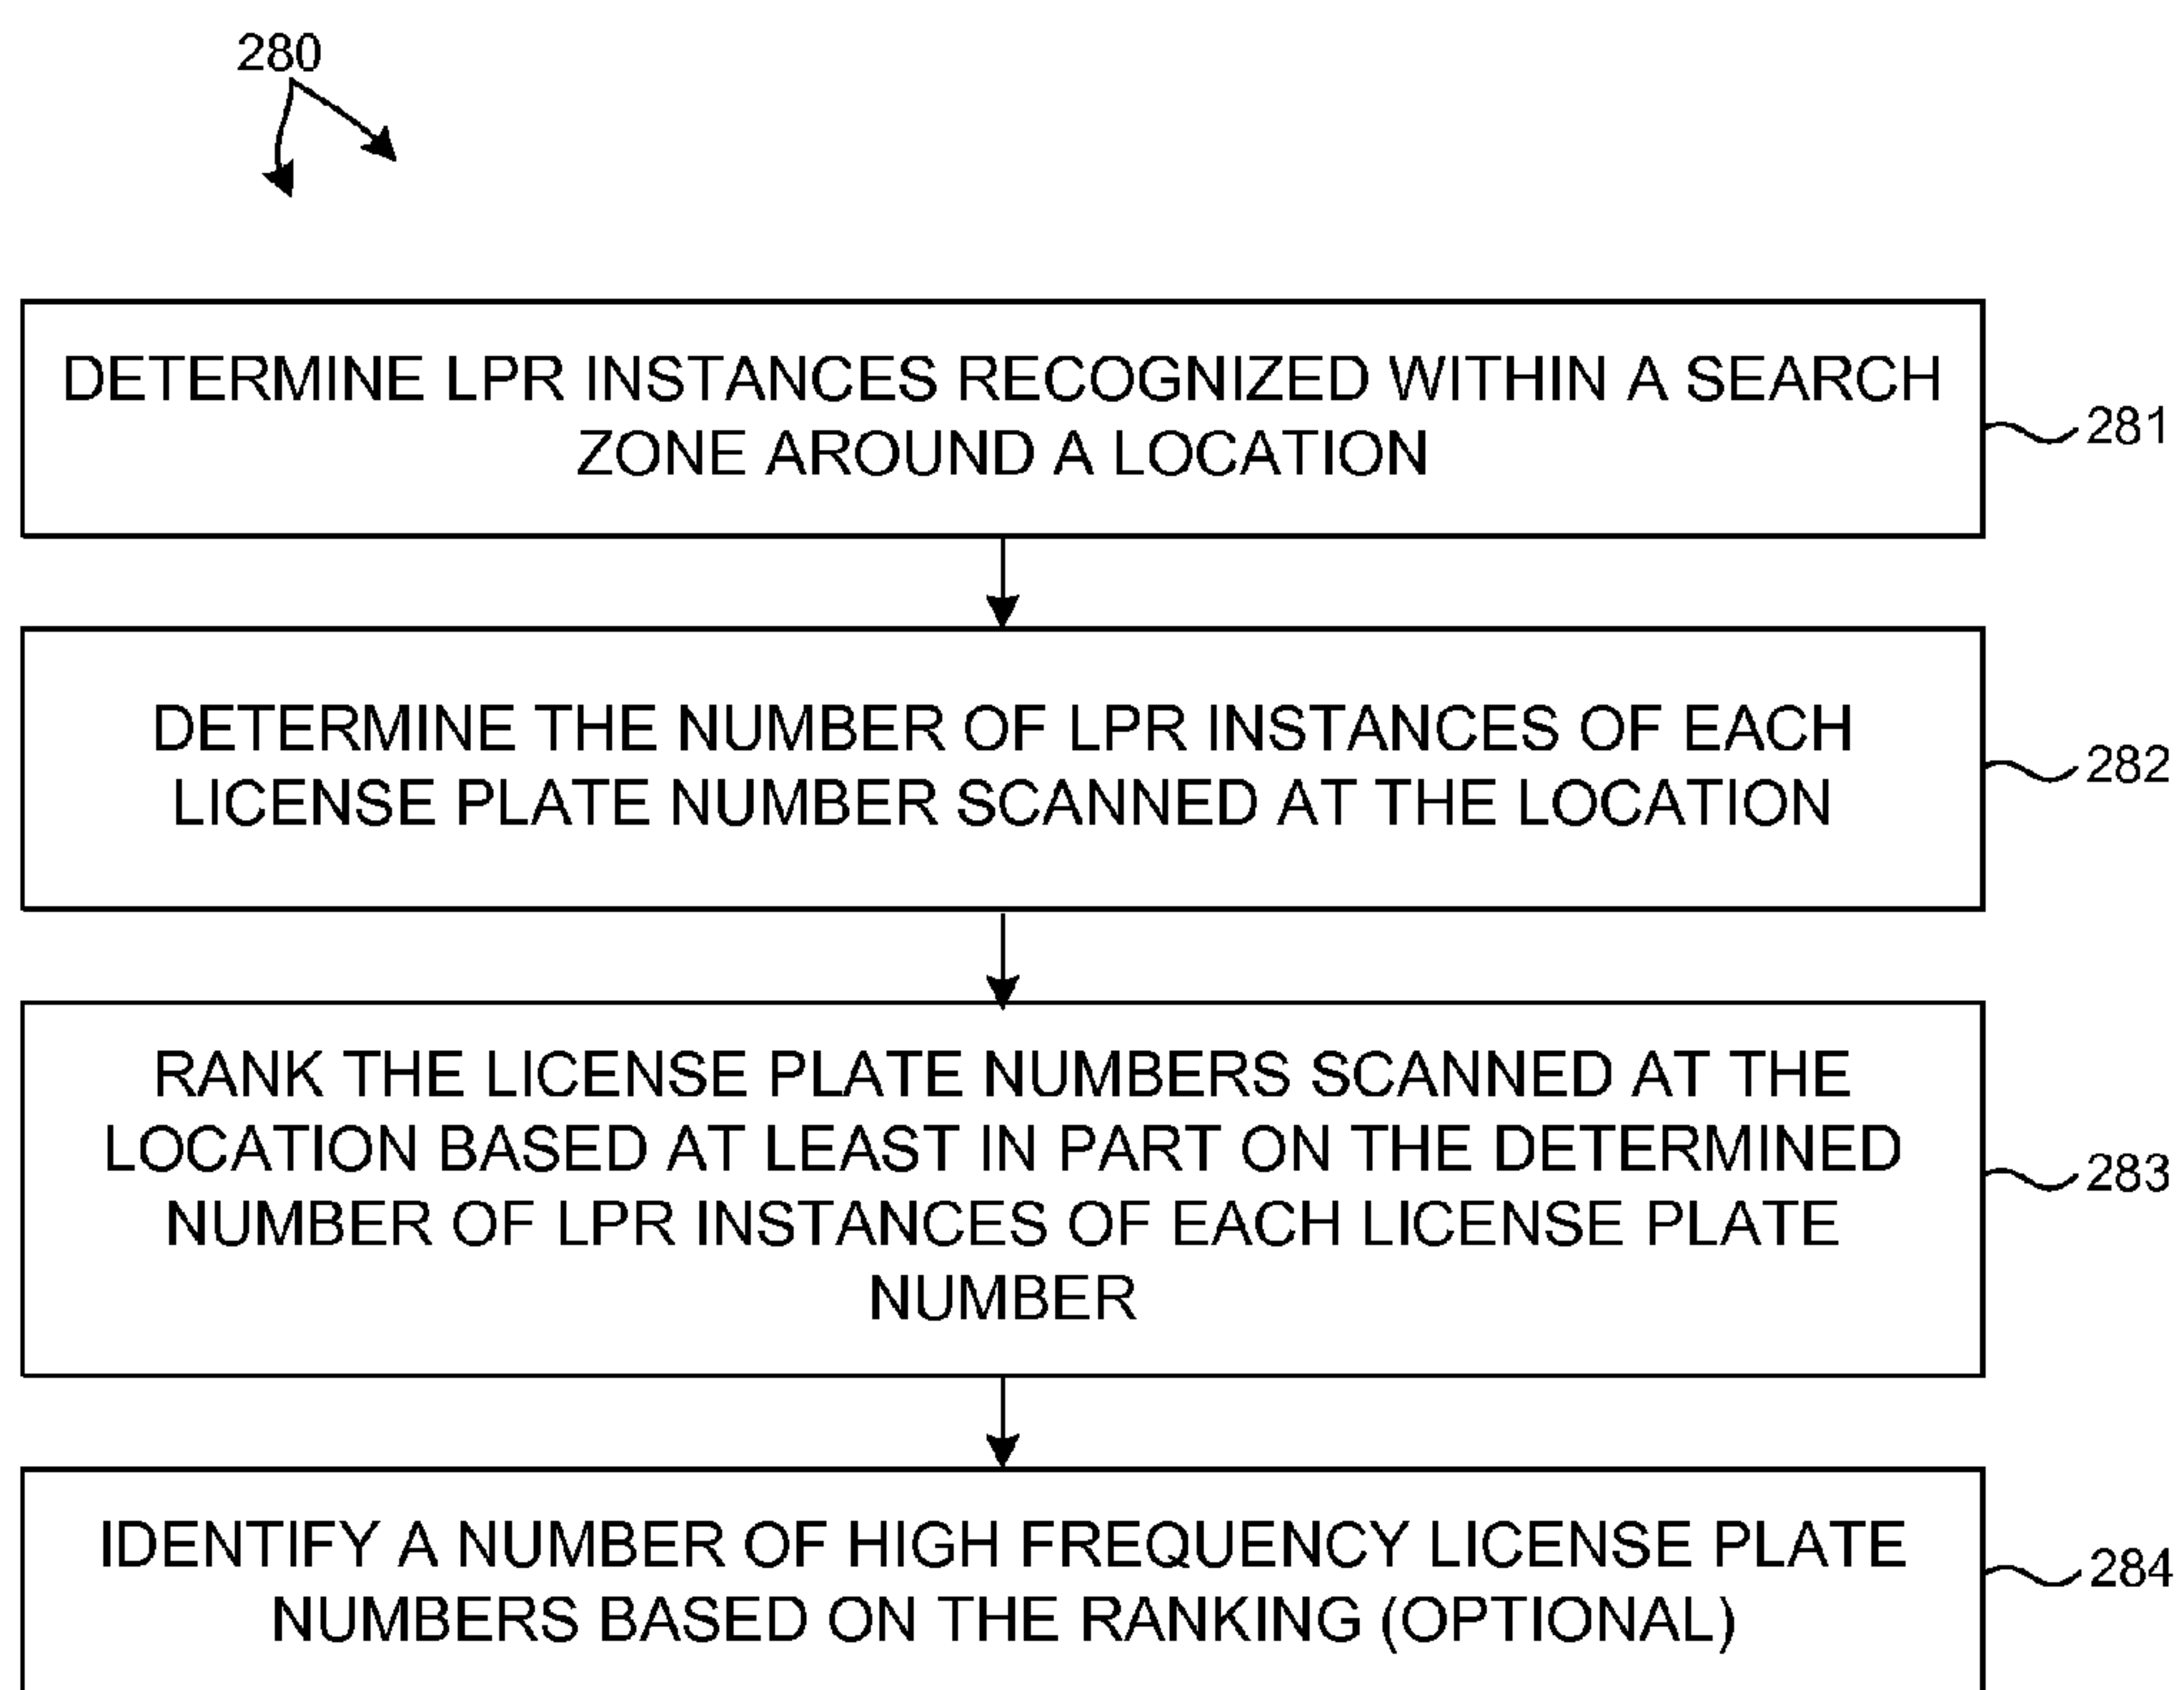 280
DETERMINE LPR INSTANCES RECOGNIZED WITHIN A SEARCH
ZONE AROUND A LOCATION
281
DETERMINE THE NUMBER OF LPR INSTANCES OF EACH
LICENSE PLATE NUMBER SCANNED AT THE LOCATION
282
RANK THE LICENSE PLATE NUMBERS SCANNED AT THE
LOCATION BASED AT LEAST IN PART ON THE DETERMINED
NUMBER OF LPR INSTANCES OF EACH LICENSE PLATE
NUMBER
283
IDENTIFY A NUMBER OF HIGH FREQUENCY LICENSE PLATE
NUMBERS BASED ON THE RANKING (OPTIONAL)
284